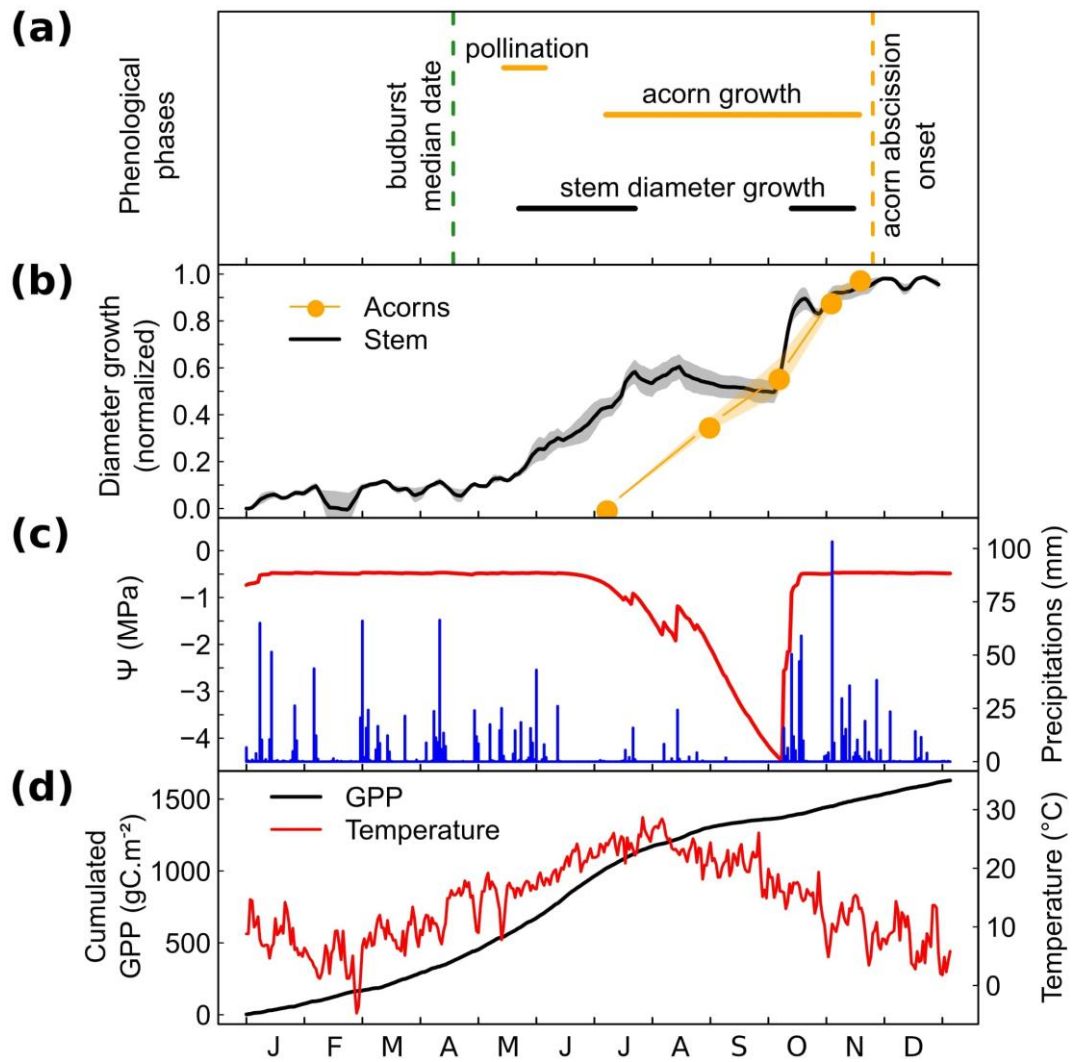 (a)
Phenological
phases
budburst
median date
pollination
acorn growth
stem diameter growth
acorn abscission
onset
(b)
Diameter growth
(normalized)
1.0
0.8
0.6
0.4
0.2
0.0
Acorns
Stem
(c)
Ψ (MPa)
0
−1
−2
−3
−4
100
75
50
25
0
Precipitations (mm)
(d)
Cumulated
GPP (gC.m⁻²)
1500
1000
500
0
GPP
Temperature
30
20
10
0
Temperature (°C)
J F M A M J J A S O N D